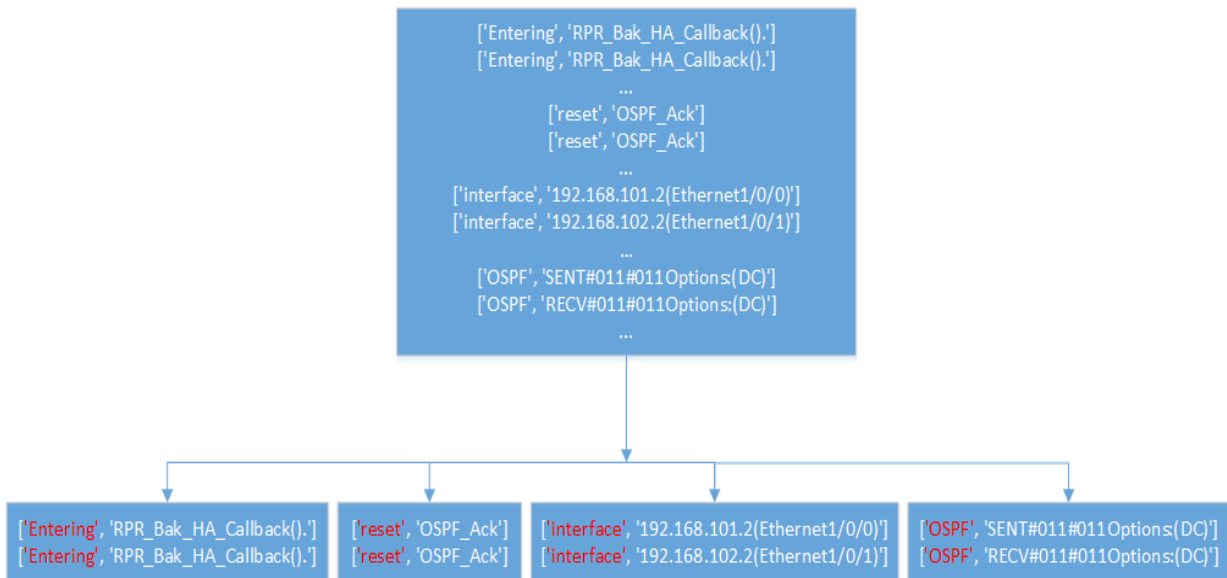 ['Entering', 'RPR_Bak_HA_Callback().']
['Entering', 'RPR_Bak_HA_Callback().']
...
['reset', 'OSPF_Ack']
['reset', 'OSPF_Ack']
...
['interface', '192.168.101.2(Ethernet1/0/0)']
['interface', '192.168.102.2(Ethernet1/0/1)']
...
['OSPF', 'SENT#011#011Options:(DC)']
['OSPF', 'RECV#011#011Options:(DC)']
...
['Entering', 'RPR_Bak_HA_Callback().']
['Entering', 'RPR_Bak_HA_Callback().']
['reset', 'OSPF_Ack']
['reset', 'OSPF_Ack']
['interface', '192.168.101.2(Ethernet1/0/0)']
['interface', '192.168.102.2(Ethernet1/0/1)']
['OSPF', 'SENT#011#011Options:(DC)']
['OSPF', 'RECV#011#011Options:(DC)']